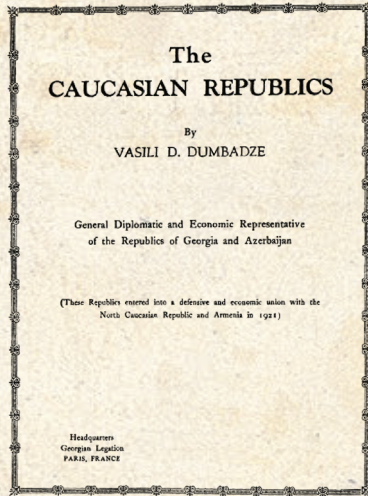 The
CAUCASIAN REPUBLICS
By
VASILI D. DUMBADZE
General Diplomatic and Economic Representative
of the Republics of Georgia and Azerbaijan
(These Republics entered into a defensive and economic union with the
North Caucasian Republic and Armenia in 1921)
Headquarters
Georgian Legation
PARIS, FRANCE